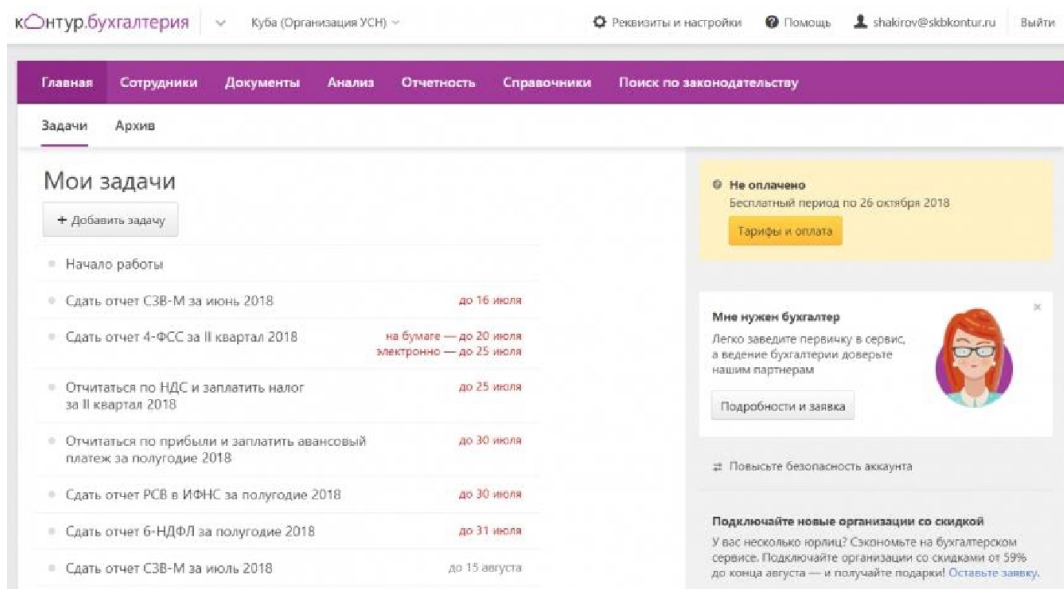 контур.бухгалтерия Куба (Организация УСН) Реквизиты и настройки Помощь shakirov@skbkontur.ru Выйти
Главная Сотрудники Документы Анализ Отчетность Справочники Поиск по законодательству
Задачи Архив
Мои задачи
+ Добавить задачу
Начало работы
Сдать отчет СЗВ-М за июнь 2018 до 16 июля
Сдать отчет 4-ФСС за II квартал 2018 на бумаге — до 20 июля
электронно — до 25 июля
Отчитаться по НДС и заплатить налог до 25 июля
за II квартал 2018
Отчитаться по прибыли и заплатить авансовый до 30 июля
платеж за полугодие 2018
Сдать отчет РСВ в ИФНС за полугодие 2018 до 30 июля
Сдать отчет 6-НДФЛ за полугодие 2018 до 31 июля
Сдать отчет СЗВ-М за июль 2018 до 15 августа
Не оплачено
Бесплатный период по 26 октября 2018
Тарифы и оплата
Мне нужен бухгалтер
Легко заведите первичку в сервис,
а ведение бухгалтерии доверьте
нашим партнерам
Подробности и заявка
Повысьте безопасность аккаунта
Подключайте новые организации со скидкой
У вас несколько юрлиц? Сэкономьте на бухгалтерском
сервисе. Подключайте организации со скидками от 59%
до конца августа — и получайте подарки! Оставьте заявку.